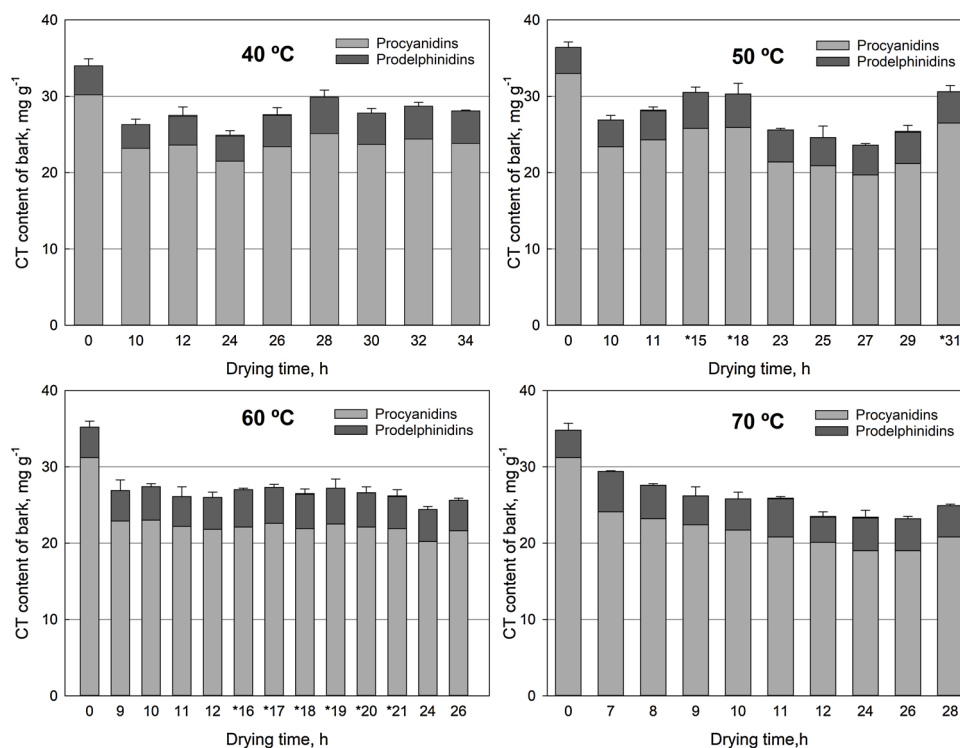 40 ºC
Procyanidins
Prodelphinidins
CT content of bark, mg g-1
40
30
20
10
0
0 10 12 24 26 28 30 32 34
Drying time, h
50 ºC
Procyanidins
Prodelphinidins
CT content of bark, mg g-1
40
30
20
10
0
0 10 11 *15 *18 23 25 27 29 *31
Drying time, h
60 ºC
Procyanidins
Prodelphinidins
CT content of bark, mg g-1
40
30
20
10
0
0 9 10 11 12 *16 *17 *18 *19 *20 *21 24 26
Drying time, h
70 ºC
Procyanidins
Prodelphinidins
CT content of bark, mg g-1
40
30
20
10
0
0 7 8 9 10 11 12 24 26 28
Drying time,h